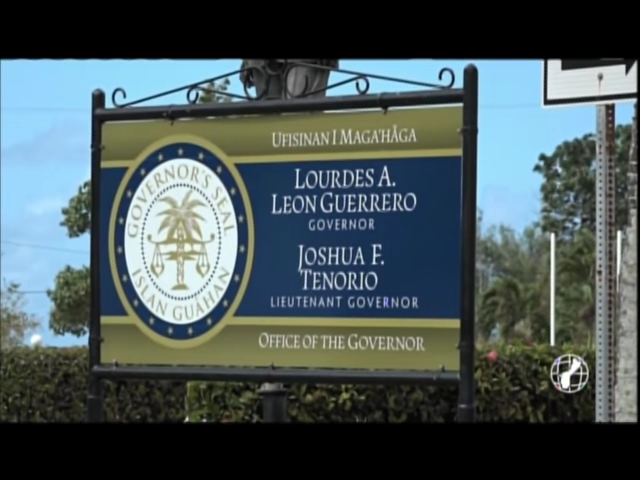 UFISINAN I MAGA'HÅGA
LOURDES A.
LEON GUERRERO
GOVERNOR
JOSHUA F.
TENORIO
LIEUTENANT GOVERNOR
OFFICE OF THE GOVERNOR
GOVERNOR'S SEAL
ISLAN GUAHAN